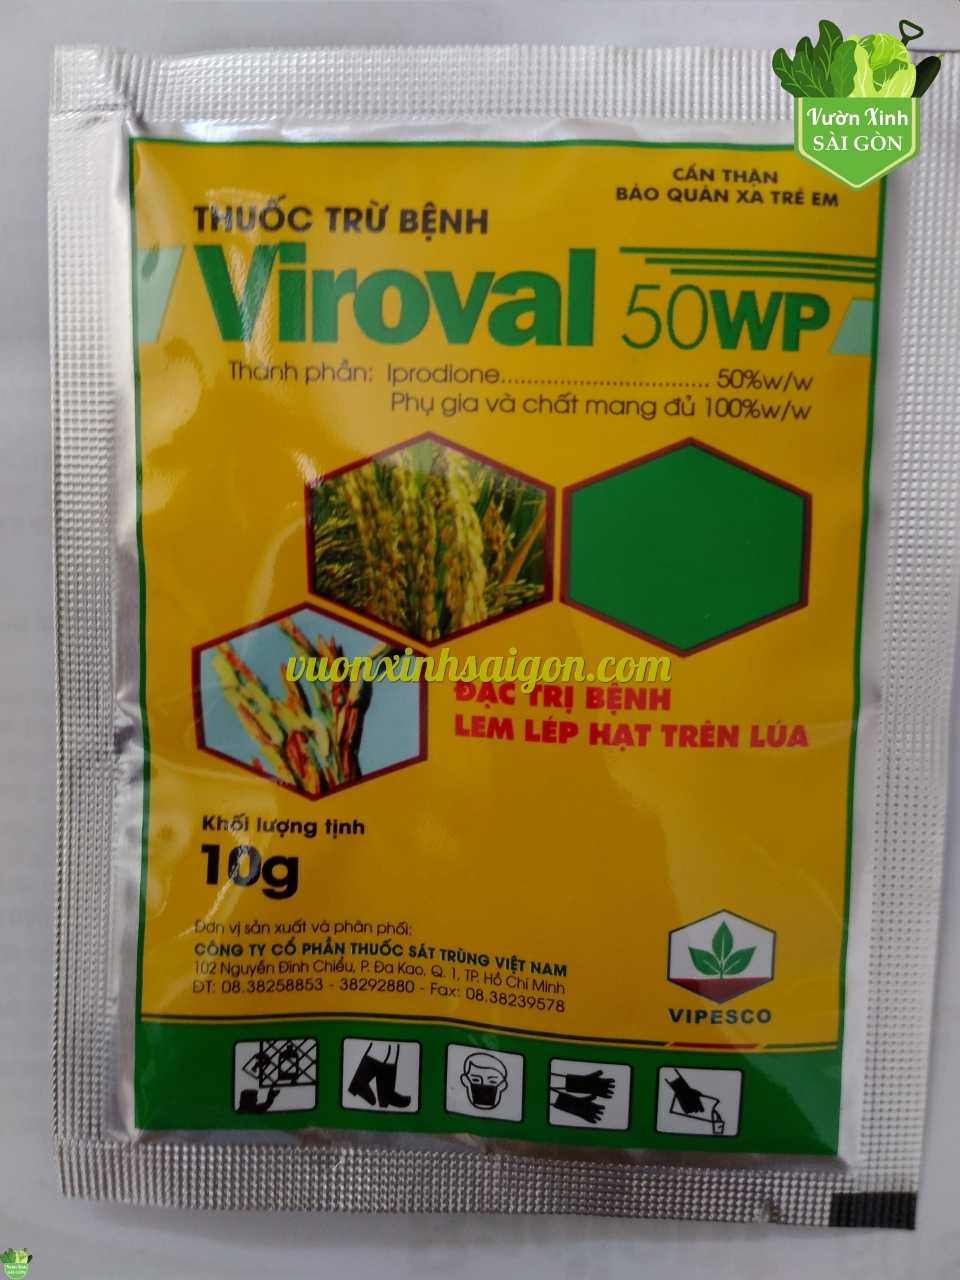 Vườn Xinh
SÀI GÒN
CẨN THẬN
BẢO QUẢN XA TRẺ EM
THUỐC TRỪ BỆNH
Viroval 50WP
Thành phần: Iprodione................................ 50%w/w
Phụ gia và chất mang đủ 100%w/w
vuonxinhsaigon.com
ĐẶC TRỊ BỆNH
LEM LÉP HẠT TRÊN LÚA
Khối lượng tịnh
10g
Đơn vị sản xuất và phân phối:
CÔNG TY CỔ PHẦN THUỐC SÁT TRÙNG VIỆT NAM
102 Nguyễn Đình Chiểu, P. Đa Kao, Q. 1, TP. Hồ Chí Minh
ĐT: 08.38258853 - 38292880 - Fax: 08.38239578
VIPESCO
Vườn Xinh
SÀI GÒN